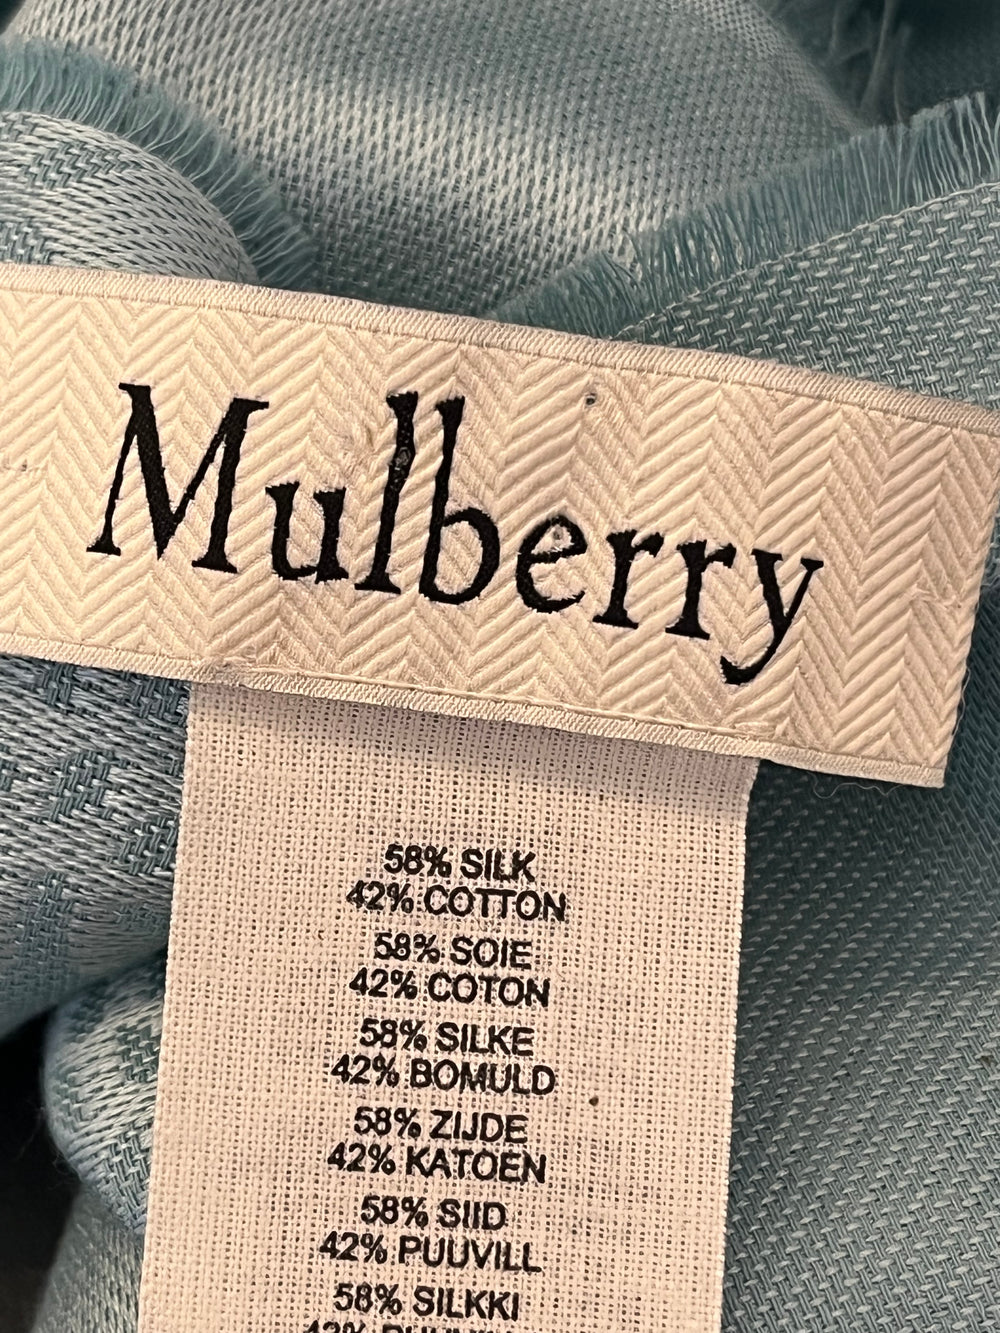 Mulberry
58% SILK
42% COTTON
58% SOIE
42% COTON
58% SILKE
42% BOMULD
58% ZIJDE
42% KATOEN
58% SIID
42% PUUVILL
58% SILKKI
42%